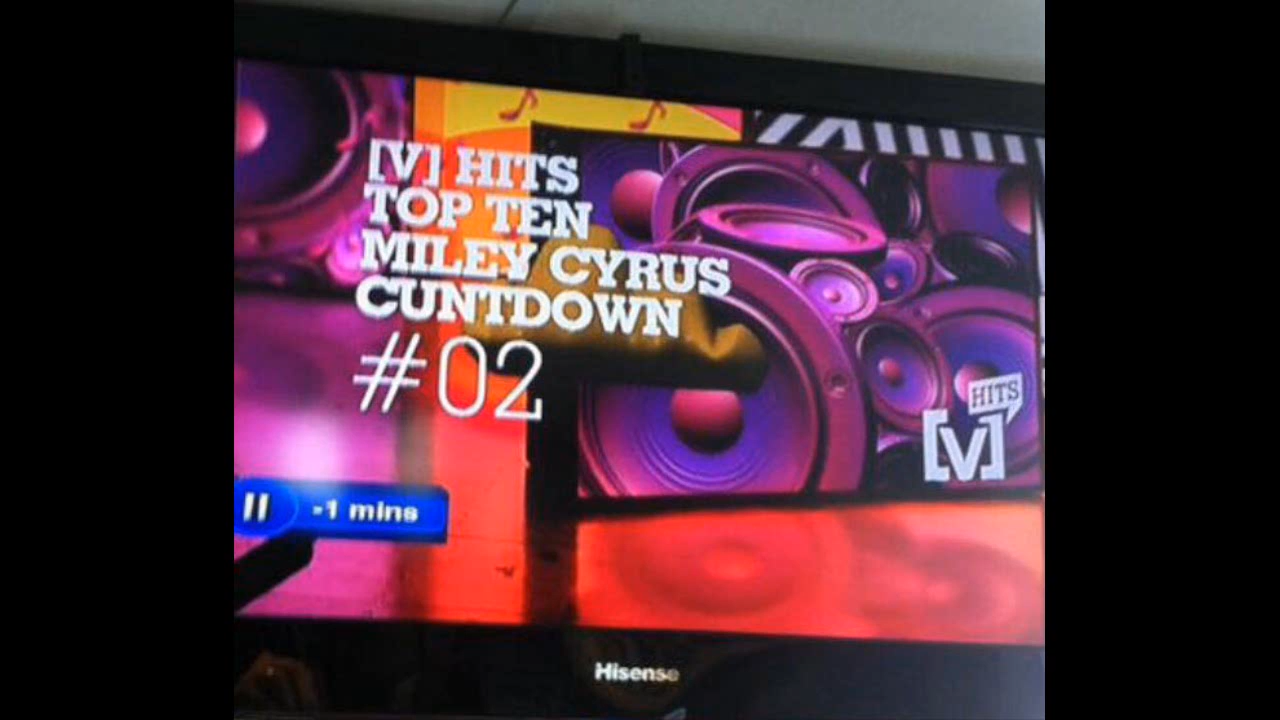 [V] HITS
TOP TEN
MILEY CYRUS
CUNTDOWN
#02
HITS
[V]
-1 mins
Hisense